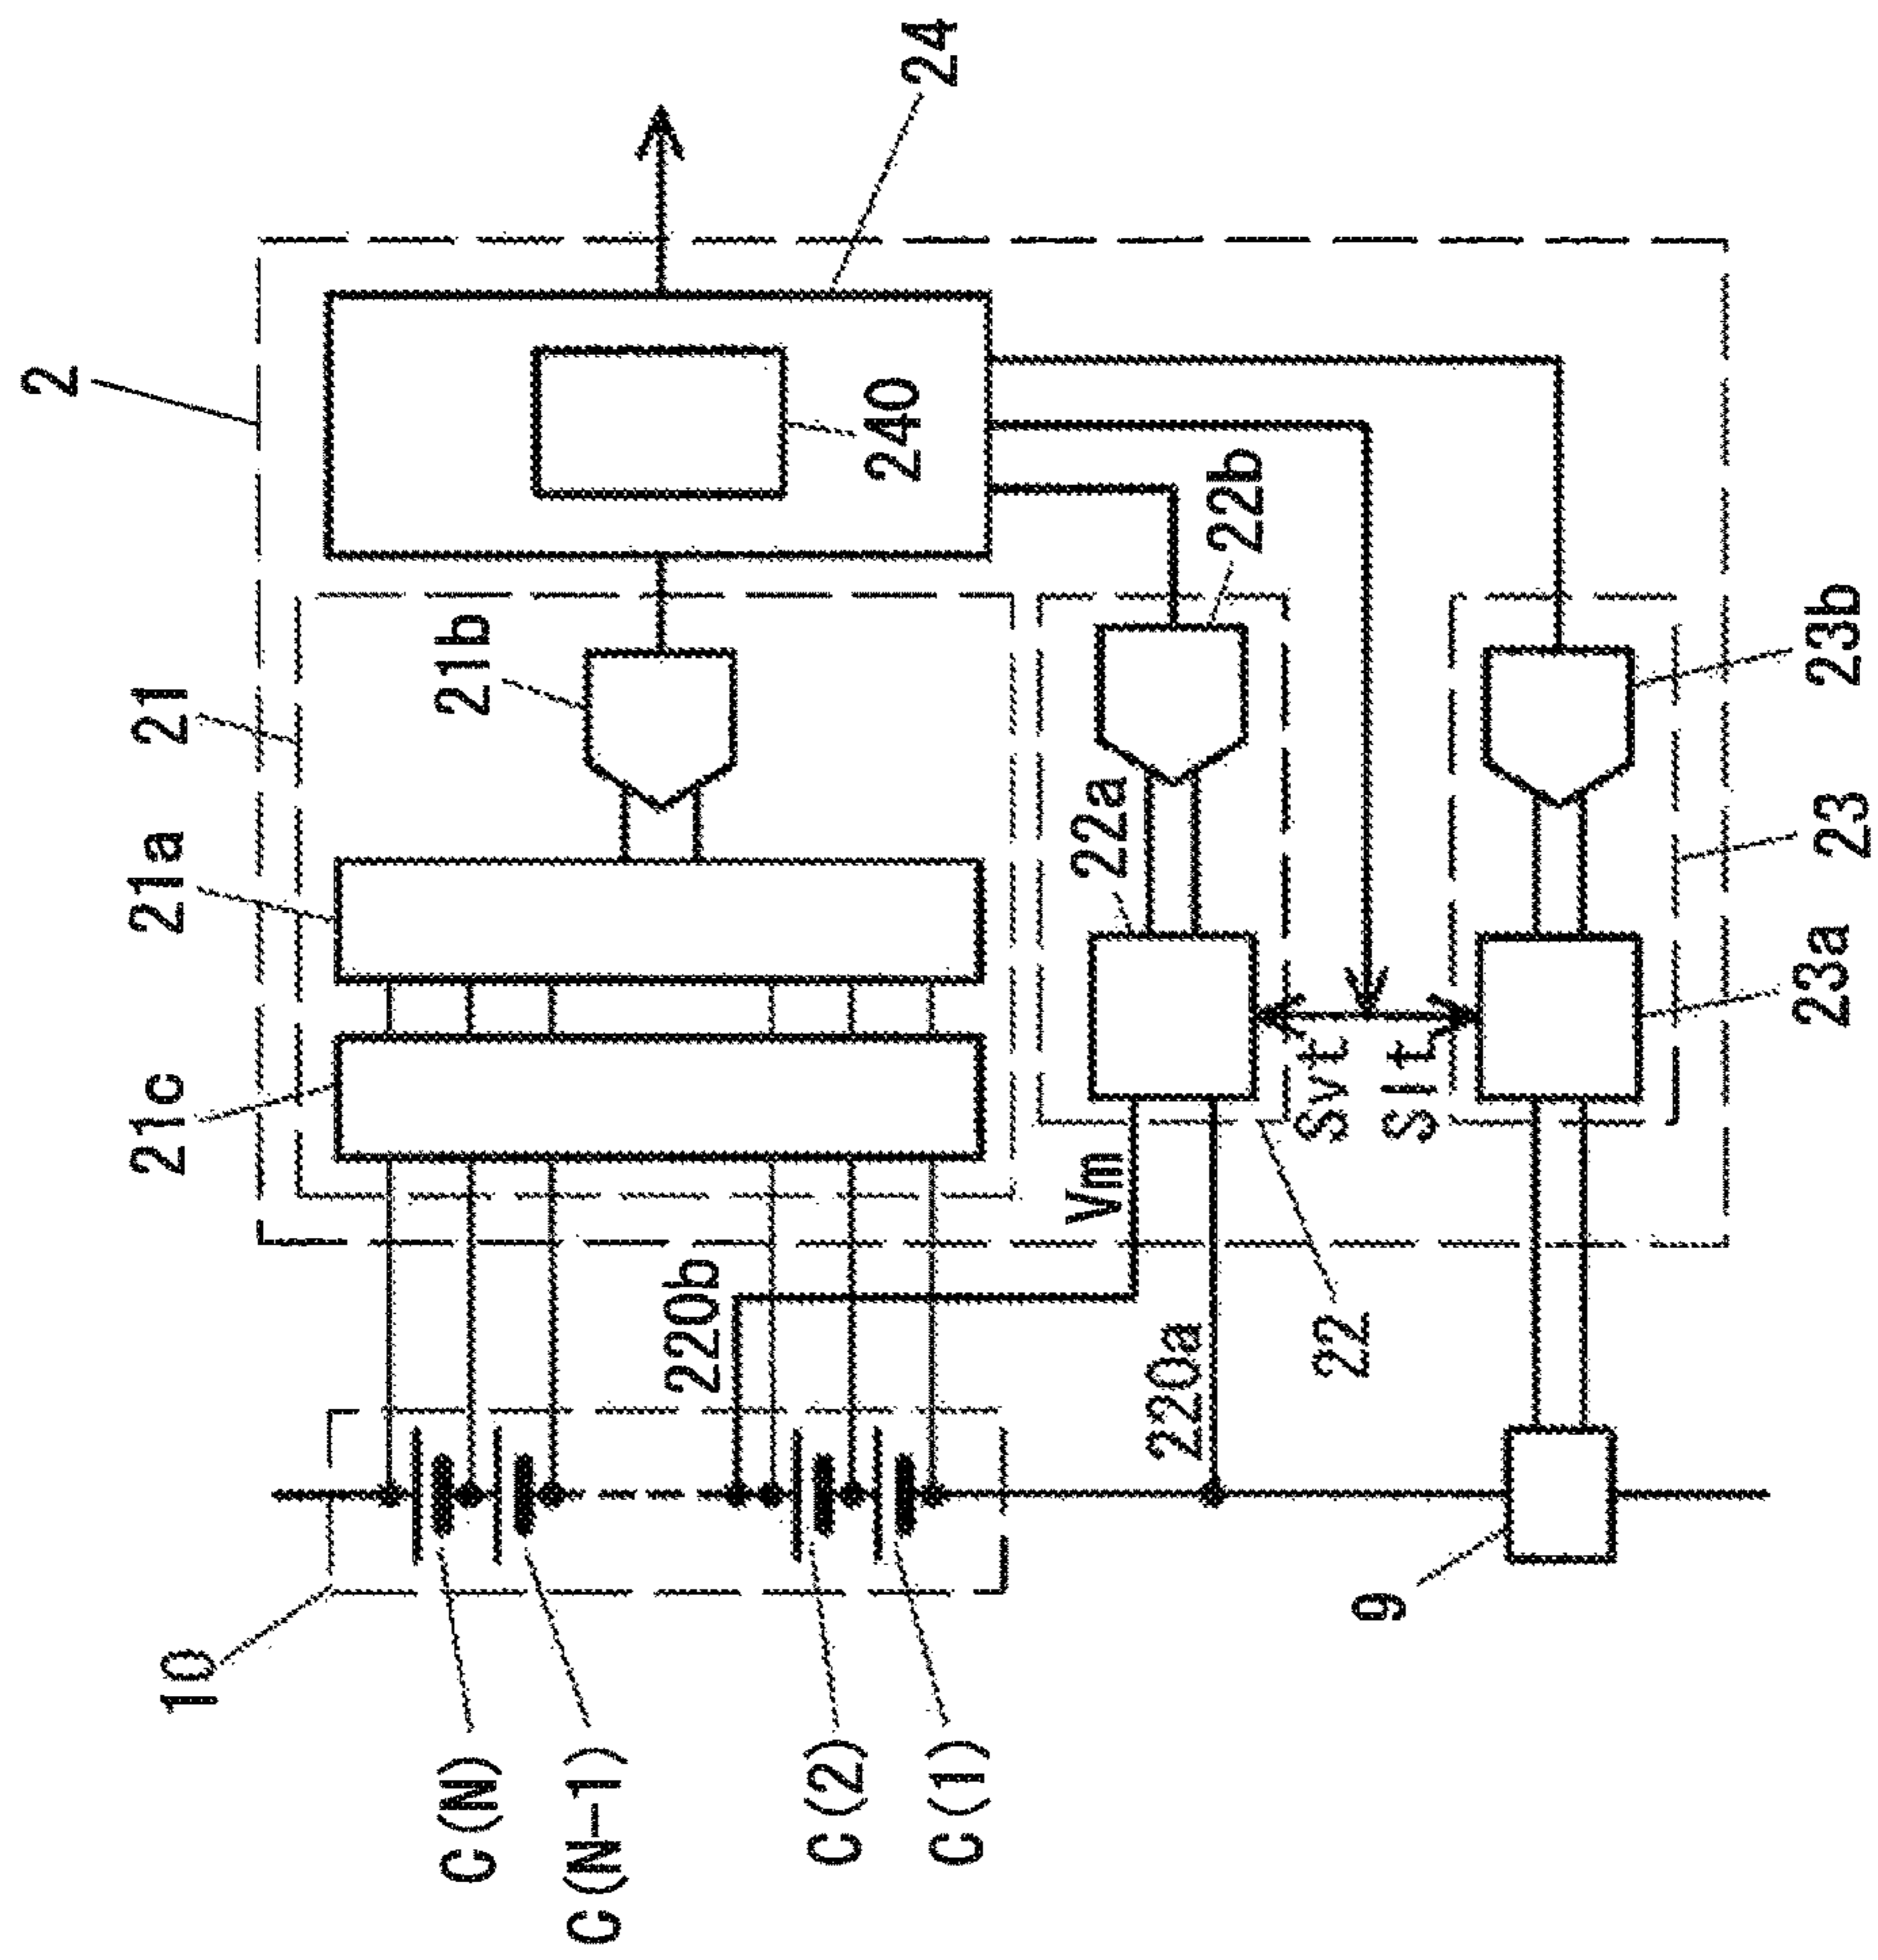 10
C(N)
C(N-1)
C(2)
C(1)
9
220b
220a
22
Vm
21c
21a
21
21b
2
240
24
22a
22b
Svt
Slt
23a
23
23b